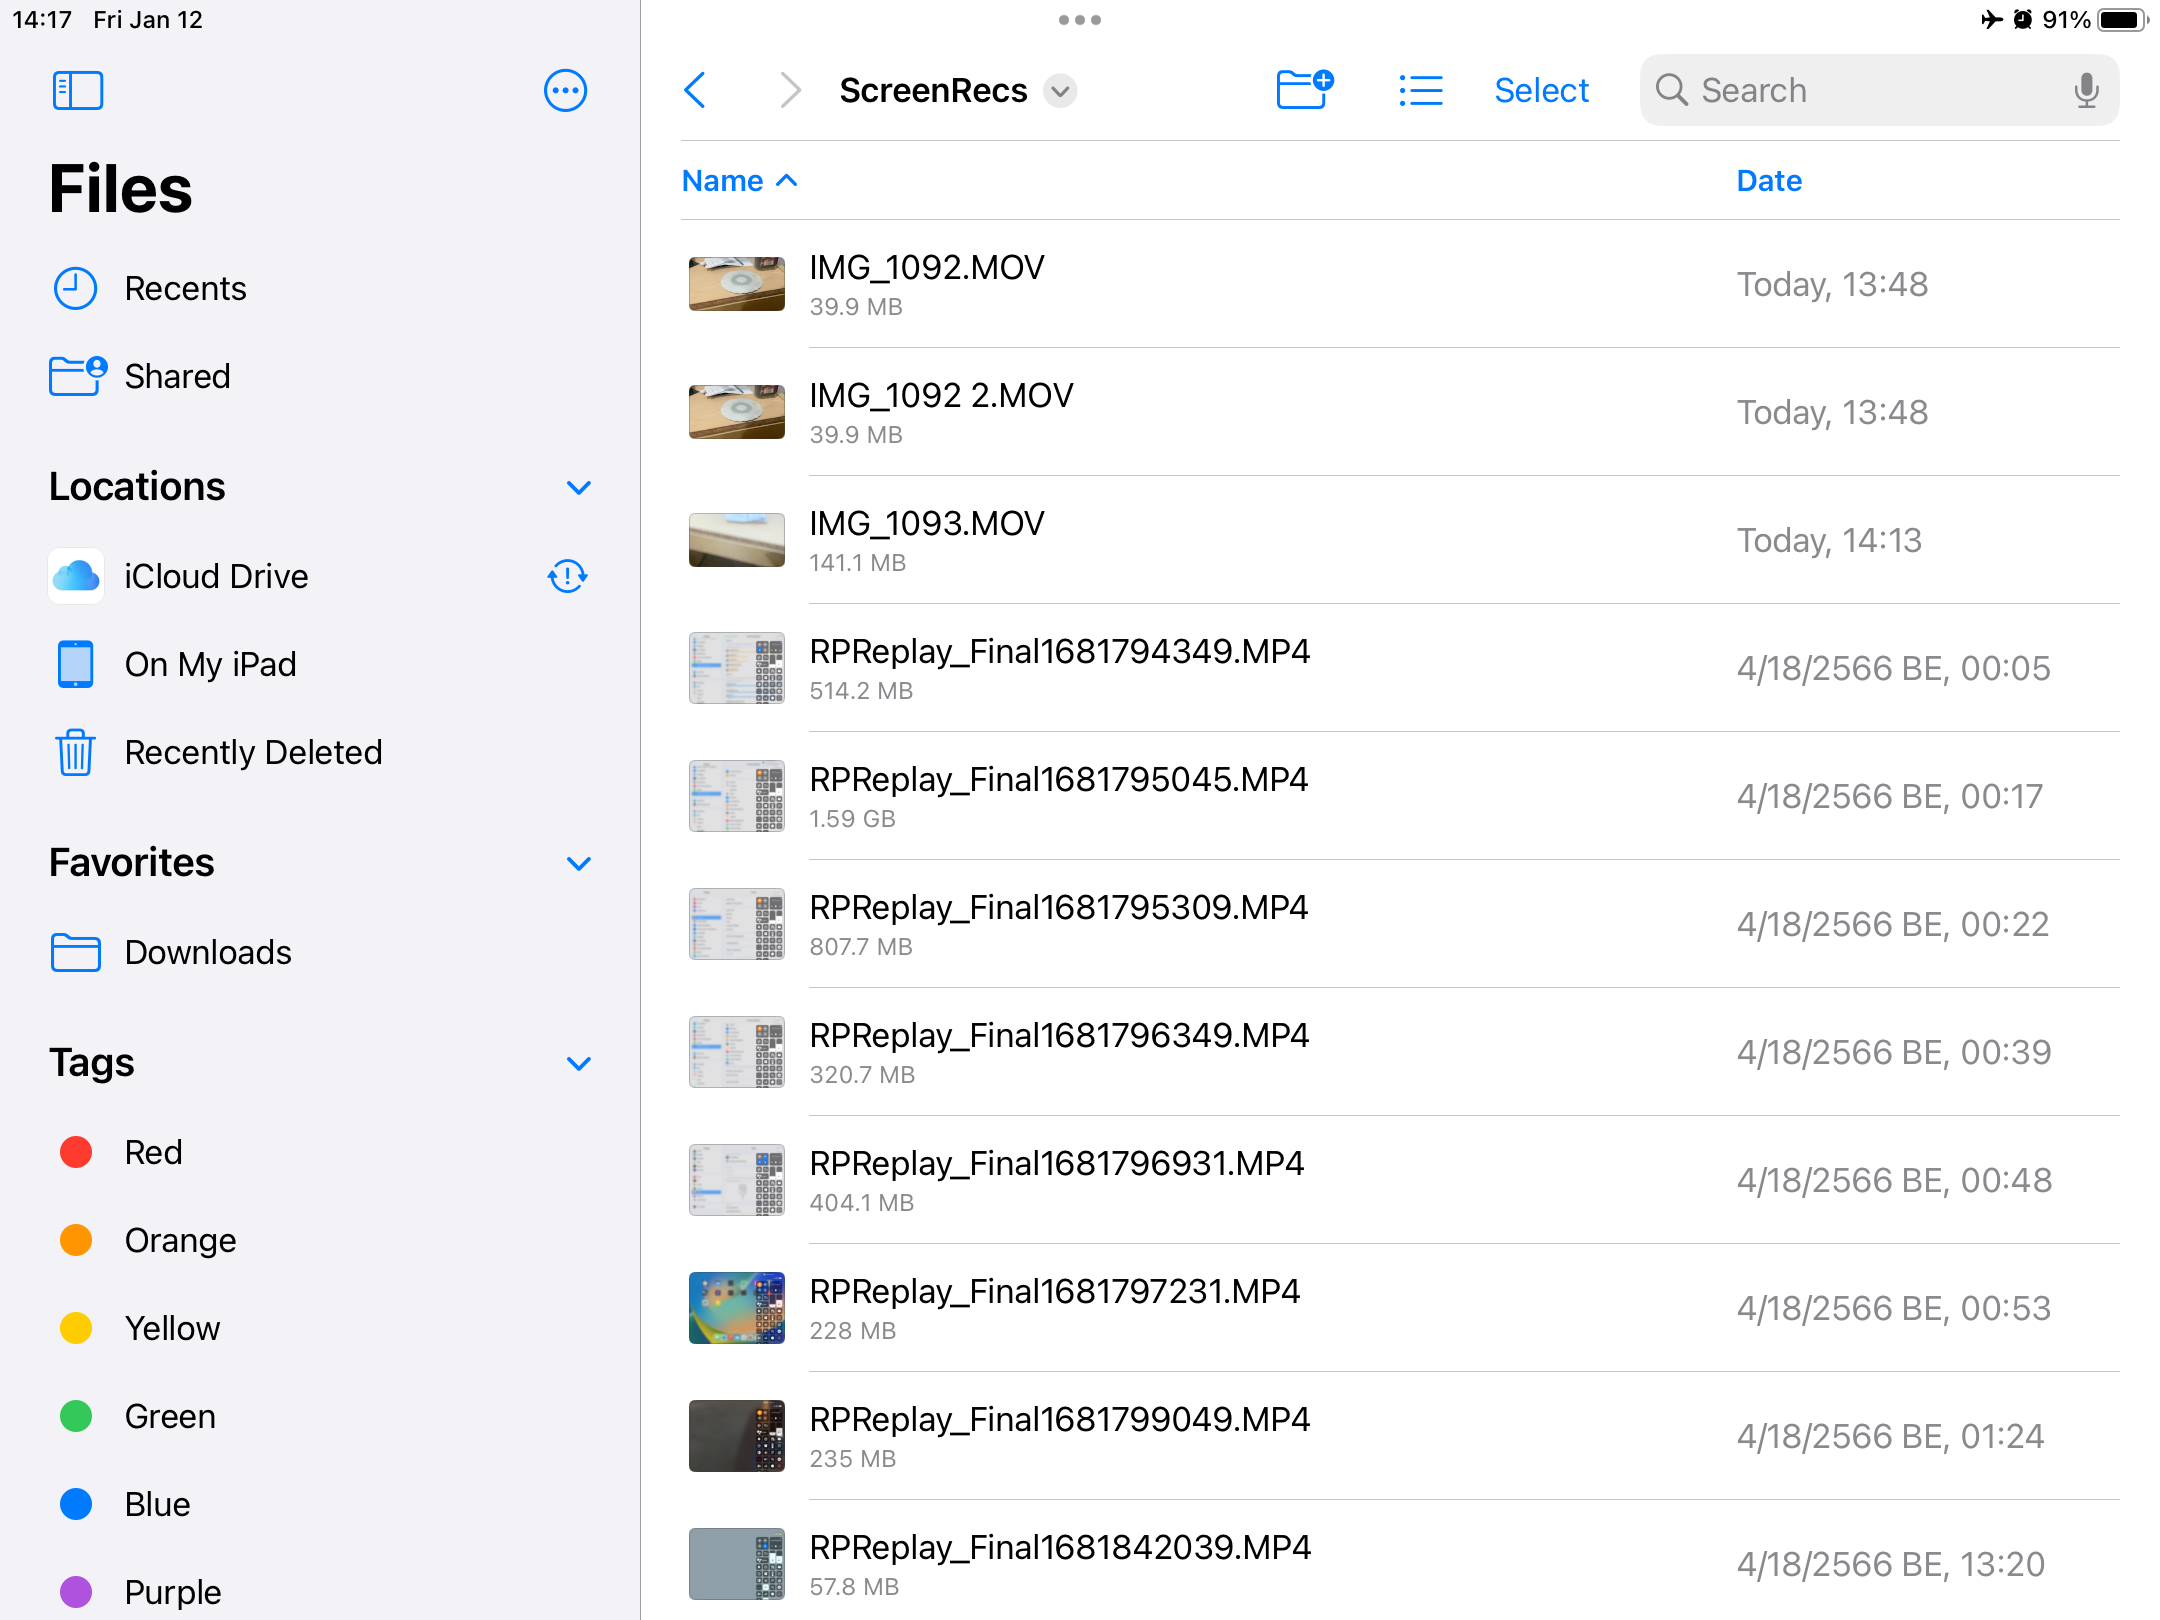 14:17 Fri Jan 12
91%
Files
Recents
Shared
Locations
iCloud Drive
On My iPad
Recently Deleted
Favorites
Downloads
Tags
Red
Orange
Yellow
Green
Blue
Purple
ScreenRecs
Select
Search
Name
Date
IMG_1092.MOV
39.9 MB
Today, 13:48
IMG_1092 2.MOV
39.9 MB
Today, 13:48
IMG_1093.MOV
141.1 MB
Today, 14:13
RPReplay_Final1681794349.MP4
514.2 MB
4/18/2566 BE, 00:05
RPReplay_Final1681795045.MP4
1.59 GB
4/18/2566 BE, 00:17
RPReplay_Final1681795309.MP4
807.7 MB
4/18/2566 BE, 00:22
RPReplay_Final1681796349.MP4
320.7 MB
4/18/2566 BE, 00:39
RPReplay_Final1681796931.MP4
404.1 MB
4/18/2566 BE, 00:48
RPReplay_Final1681797231.MP4
228 MB
4/18/2566 BE, 00:53
RPReplay_Final1681799049.MP4
235 MB
4/18/2566 BE, 01:24
RPReplay_Final1681842039.MP4
57.8 MB
4/18/2566 BE, 13:20